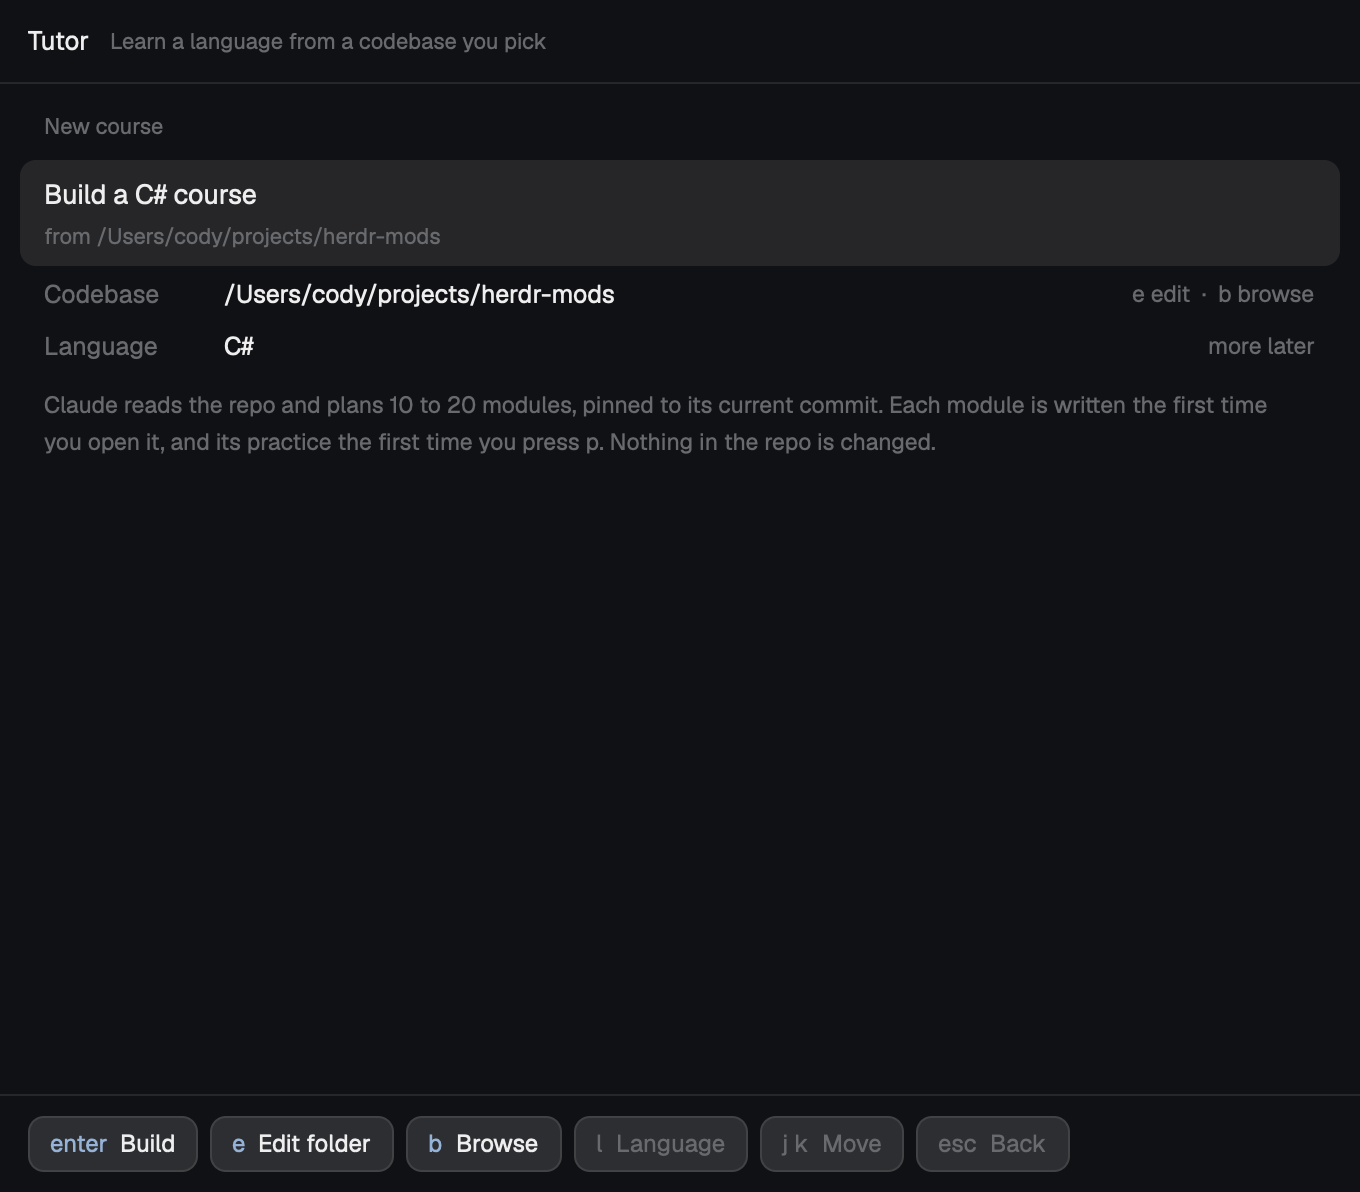 Tutor Learn a language from a codebase you pick
New course
Build a C# course
from /Users/cody/projects/herdr-mods
Codebase /Users/cody/projects/herdr-mods e edit · b browse
Language C# more later
Claude reads the repo and plans 10 to 20 modules, pinned to its current commit. Each module is written the first time
you open it, and its practice the first time you press p. Nothing in the repo is changed.
enter Build e Edit folder b Browse l Language j k Move esc Back